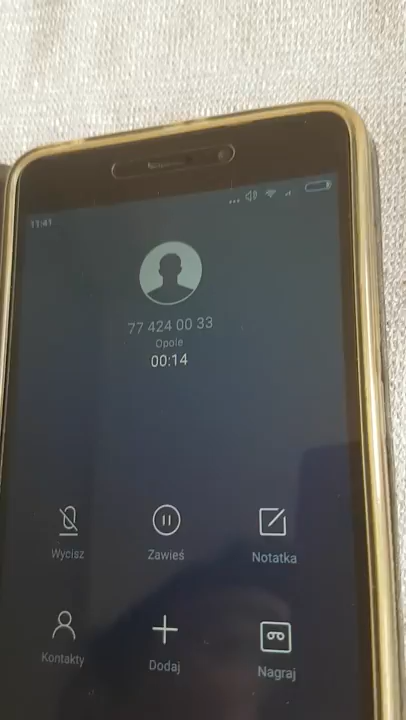 11:41
77 424 00 33
Opole
00:14
Wycisz
Zawieś
Notatka
Kontakty
Dodaj
Nagraj